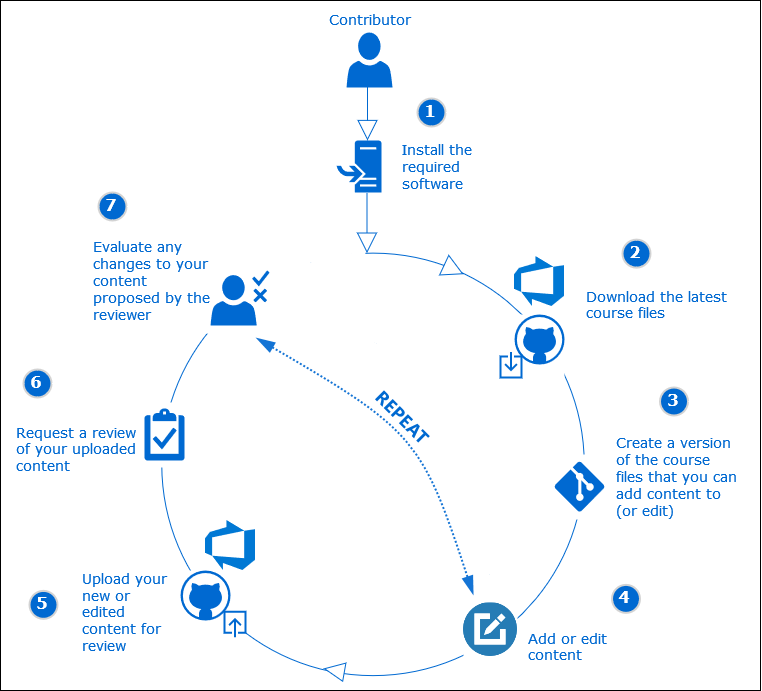 Contributor
1
Install the
required
software
2
Download the latest
course files
3
Create a version
of the course
files that you can
add content to
(or edit)
4
Add or edit
content
5
Upload your
new or
edited
content for
review
6
Request a review
of your uploaded
content
7
Evaluate any
changes to your
content
proposed by the
reviewer
REPEAT